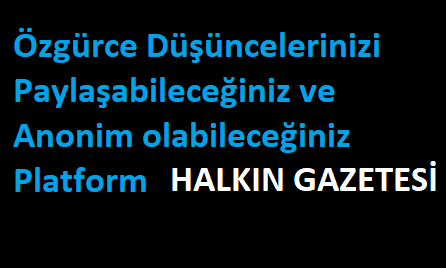 Özgürce Düşüncelerinizi
Paylaşabileceğiniz ve
Anonim olabileceğiniz
Platform HALKIN GAZETESİ